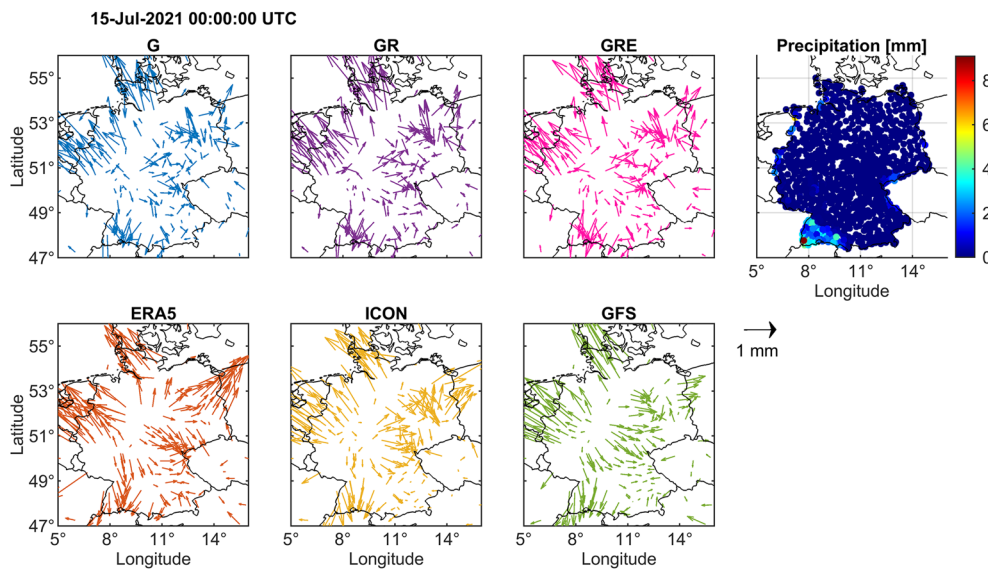 15-Jul-2021 00:00:00 UTC
G GR GRE Precipitation [mm]
55°
53°
51°
49°
47°
Latitude
8
6
4
2
0
5° 8° 11° 14°
Longitude
ERA5 ICON GFS
1 mm
55°
53°
51°
49°
47°
Latitude
5° 8° 11° 14° 5° 8° 11° 14° 5° 8° 11° 14°
Longitude Longitude Longitude